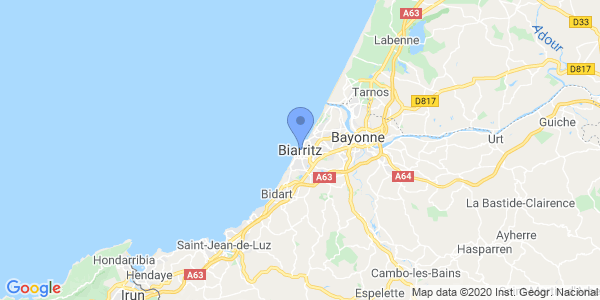 A63
D33
Labenne
Adour
D817
Tarnos
D817
Guiche
Bayonne
Urt
Biarritz
A63
A64
Bidart
La Bastide-Clairence
Ayherre
Saint-Jean-de-Luz
Hasparren
Hondarribia
Hendaye
A63
Cambo-les-Bains
Google
Irun
Espelette
Map data ©2020 Inst. Geogr. Nacional